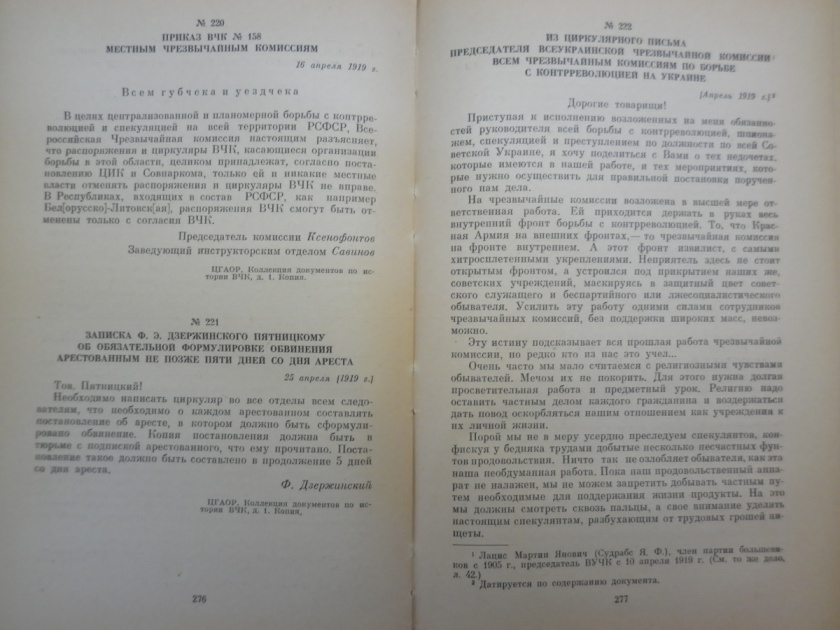 № 220
ПРИКАЗ ВЧК № 158
МЕСТНЫМ ЧРЕЗВЫЧАЙНЫМ КОМИССИЯМ
16 апреля 1919 г.
Всем губчека и уездчека
В целях централизованной и планомерной борьбы с контрре-
волюцией и спекуляцией на всей территории РСФСР, Все-
российская Чрезвычайная комиссия настоящим разъясняет,
что распоряжения и циркуляры ВЧК, касающиеся организации
борьбы в этой области, целиком принадлежат, согласно поста-
новлению ЦИК и Совнаркома, только ей и никакие местные
власти отменять распоряжения и циркуляры ВЧК не вправе.
В Республиках, входящих в состав РСФСР, как например
Бел[орусско]-Литовск[ая], распоряжения ВЧК смогут быть от-
менены только с согласия ВЧК.
Председатель комиссии Ксенофонтов
Заведующий инструкторским отделом Савинов
ЦГАОР, Коллекция документов по ис-
тории ВЧК, д. 1. Копия.
№ 221
ЗАПИСКА Ф. Э. ДЗЕРЖИНСКОГО ПЯТНИЦКОМУ
ОБ ОБЯЗАТЕЛЬНОЙ ФОРМУЛИРОВКЕ ОБВИНЕНИЯ
АРЕСТОВАННЫМ НЕ ПОЗЖЕ ПЯТИ ДНЕЙ СО ДНЯ АРЕСТА
25 апреля [1919 г.]
Тов. Пятницкий!
Необходимо написать циркуляр во все отделы всем следо-
вателям, что необходимо о каждом арестованном составлять
постановление об аресте, в котором должно быть сформули-
ровано обвинение. Копия постановления должна быть в
тюрьме с подпиской арестованного, что ему прочитано. Поста-
новление такое должно быть составлено в продолжение 5 дней
со дня ареста.
Ф. Дзержинский
ЦГАОР, Коллекция документов по ис-
тории ВЧК, д. 1. Копия.
276
№ 222
ИЗ ЦИРКУЛЯРНОГО ПИСЬМА
ПРЕДСЕДАТЕЛЯ ВСЕУКРАИНСКОЙ ЧРЕЗВЫЧАЙНОЙ КОМИССИИ¹
ВСЕМ ЧРЕЗВЫЧАЙНЫМ КОМИССИЯМ ПО БОРЬБЕ
С КОНТРРЕВОЛЮЦИЕЙ НА УКРАИНЕ
[Апрель 1919 г.]²
Дорогие товарищи!
Приступая к исполнению возложенных на меня обязанно-
стей руководителя всей борьбы с контрреволюцией, шпиона-
жем, спекуляцией и преступлением по должности по всей Со-
ветской Украине, я хочу поделиться с Вами о тех недочетах,
которые имеются в нашей работе, и тех мероприятиях, кото-
рые нужно осуществить для правильной постановки поручен-
ного нам дела.
На чрезвычайные комиссии возложена в высшей мере от-
ветственная работа. Ей приходится держать в руках весь
внутренний фронт борьбы с контрреволюцией. То, что Крас-
ная Армия на внешних фронтах,— то чрезвычайная комиссия
на фронте внутреннем. А этот фронт извилист, с самыми
хитросплетенными укреплениями. Неприятель здесь не стоит
открытым фронтом, а устроился под прикрытием наших же,
советских учреждений, маскируясь в защитный цвет совет-
ского служащего и беспартийного или лжесоциалистического
обывателя. Усилить эту работу одними силами сотрудников
чрезвычайных комиссий, без поддержки широких масс, невоз-
можно.
Эту истину подсказывает вся прошлая работа чрезвычайной
комиссии, но редко кто из нас это учел...
Очень часто мы мало считаемся с религиозными чувствами
обывателей. Мечом их не покорить. Для этого нужна долгая
просветительная работа и предметный урок. Религию надо
оставить частным делом каждого гражданина и воздержаться
дать повод оскорбляться нашим отношением как учреждения к
их личной жизни.
Порой мы не в меру усердно преследуем спекулянтов, кон-
фискуя у бедняка трудами добытые несколько несчастных фун-
тов продовольствия. Ничто так не озлобляет обывателя, как эта
наша необдуманная работа. Пока наш продовольственный аппа-
рат не налажен, мы не можем запретить добывать частным пу-
тем необходимые для поддержания жизни продукты. На это
мы должны смотреть сквозь пальцы, а свое внимание уделять
настоящим спекулянтам, разбухающим от трудовых грошей ни-
щеты.
¹ Лацис Мартин Янович (Судрабс Я. Ф.), член партии большеви-
ков с 1905 г., председатель ВУЧК с 10 апреля 1919 г. (См. то же дело,
л. 42.)
² Датируется по содержанию документа.
277